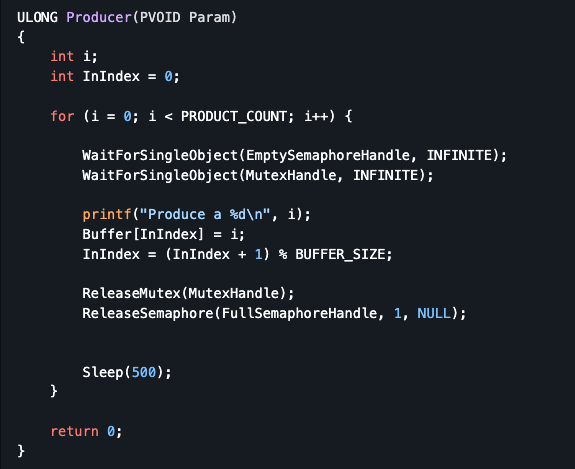 ULONG Producer(PVOID Param)
{
    int i;
    int InIndex = 0;

    for (i = 0; i < PRODUCT_COUNT; i++) {

        WaitForSingleObject(EmptySemaphoreHandle, INFINITE);
        WaitForSingleObject(MutexHandle, INFINITE);

        printf("Produce a %d\n", i);
        Buffer[InIndex] = i;
        InIndex = (InIndex + 1) % BUFFER_SIZE;

        ReleaseMutex(MutexHandle);
        ReleaseSemaphore(FullSemaphoreHandle, 1, NULL);


        Sleep(500);
    }

    return 0;
}